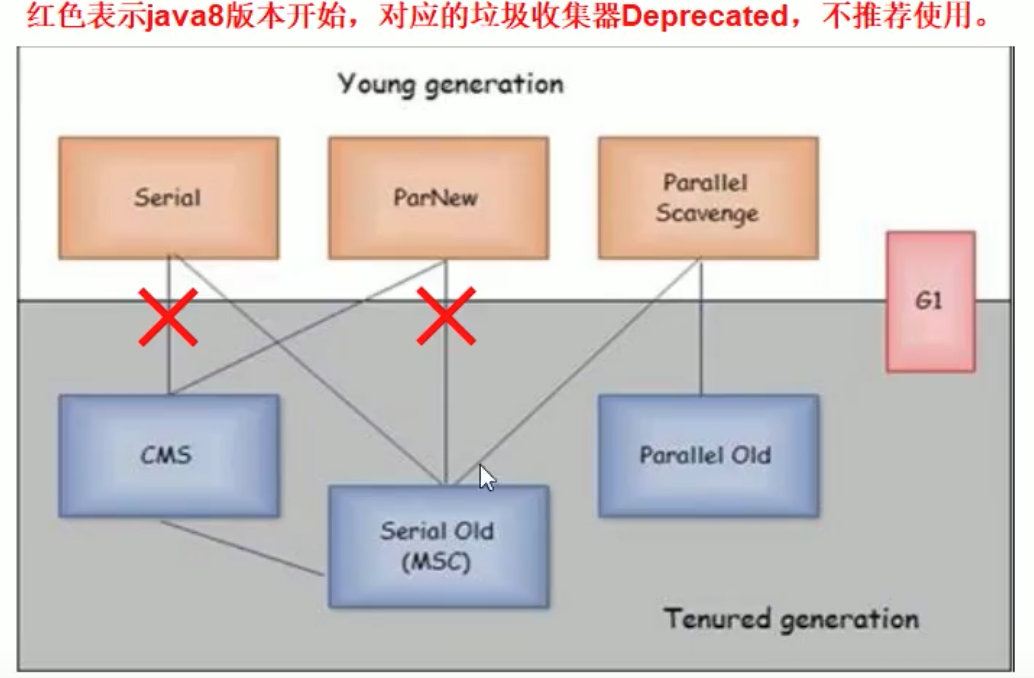 红色表示java8版本开始，对应的垃圾收集器Deprecated，不推荐使用。
Young generation
Serial
ParNew
Parallel
Scavenge
G1
CMS
Serial Old
(MSC)
Parallel Old
Tenured generation